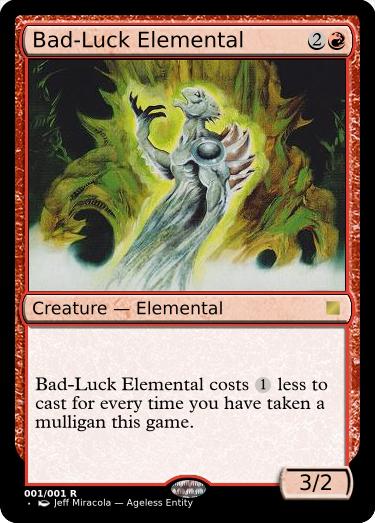 Bad-Luck Elemental 2
Creature — Elemental
Bad-Luck Elemental costs 1 less to
cast for every time you have taken a
mulligan this game.
3/2
001/001 R
· Jeff Miracola — Ageless Entity